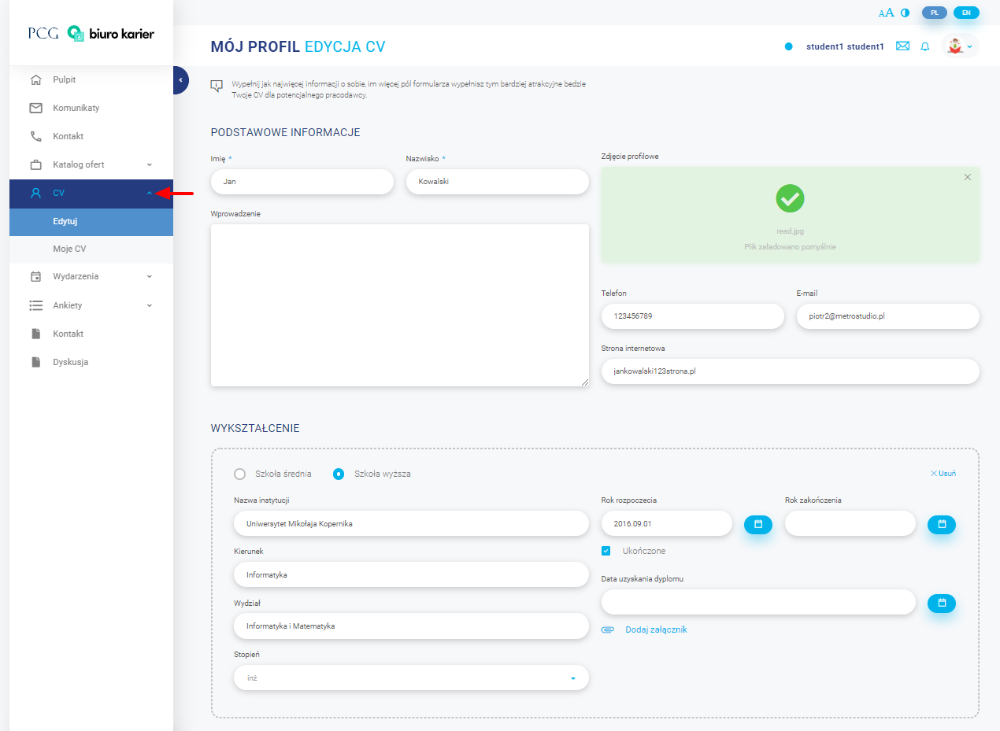 AA
PL
EN
PCG biuro karier
MÓJ PROFIL EDYCJA CV
student1 student1
Pulpit
Komunikaty
Kontakt
Katalog ofert
CV
Edytuj
Moje CV
Wydarzenia
Ankiety
Kontakt
Dyskusja
Wypełnij jak najwięcej informacji o sobie, im więcej pól formularza wypełnisz tym bardziej atrakcyjne bedzie
Twoje CV dla potencjalnego pracodawcy.
PODSTAWOWE INFORMACJE
Imię *
Jan
Nazwisko *
Kowalski
Wprowadzenie
Zdjęcie profilowe
read.jpg
Plik załadowano pomyślnie
Telefon
123456789
E-mail
piotr2@metrostudio.pl
Strona internetowa
jankowalski123strona.pl
WYKSZTAŁCENIE
Szkoła średnia
Szkoła wyższa
Usuń
Nazwa instytucji
Uniwersytet Mikołaja Kopernika
Kierunek
Informatyka
Wydział
Informatyka i Matematyka
Stopień
inż
Rok rozpoczecia
2016.09.01
Rok zakończenia
Ukończone
Data uzyskania dyplomu
Dodaj załącznik